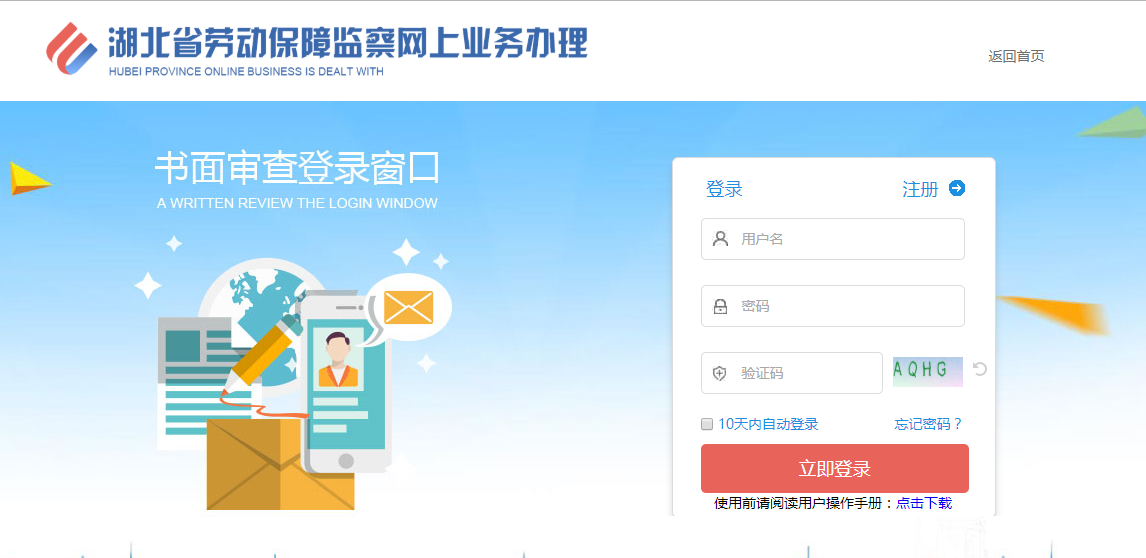 湖北省劳动保障监察网上业务办理
HUBEI PROVINCE ONLINE BUSINESS IS DEALT WITH
返回首页
书面审查登录窗口
A WRITTEN REVIEW THE LOGIN WINDOW
登录 注册
用户名
密码
验证码 AQHG
10天内自动登录 忘记密码？
立即登录
使用前请阅读用户操作手册：点击下载